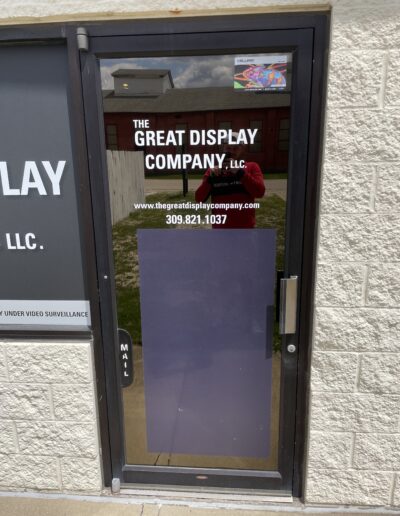 THE
GREAT DISPLAY
COMPANY, LLC.
www.thegreatdisplaycompany.com
309.821.1037
LAY
LLC.
Y UNDER VIDEO SURVEILLANCE
MAIL